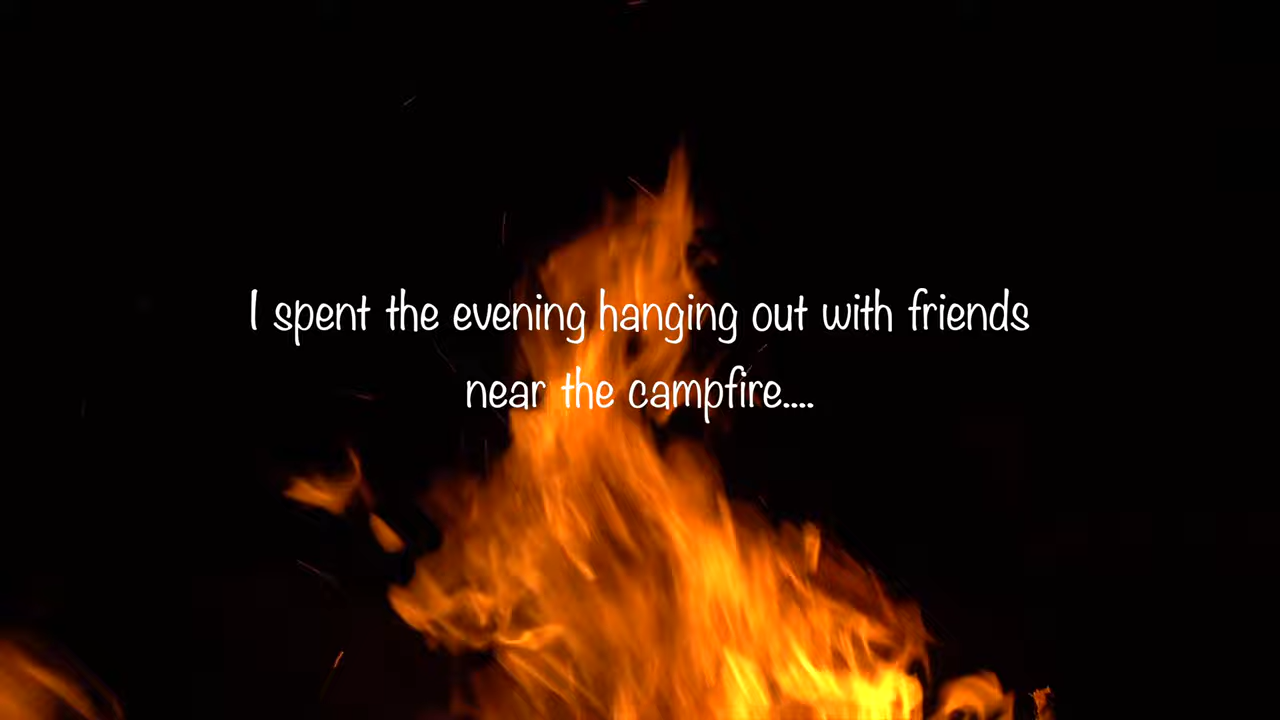 I spent the evening hanging out with friends
near the campfire....